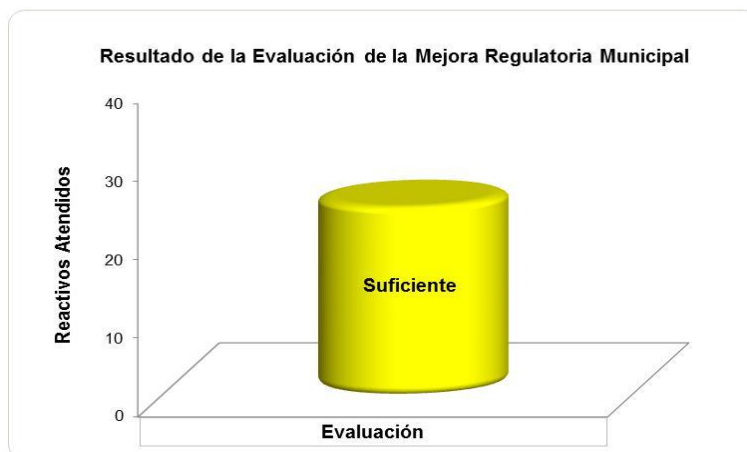 Resultado de la Evaluación de la Mejora Regulatoria Municipal
40
30
20
10
0
Reactivos Atendidos
Suficiente
Evaluación